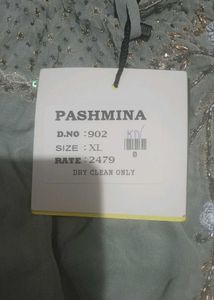 PASHMINA
D.NO : 902
SIZE : XL
RATE : 2479
DRY CLEAN ONLY